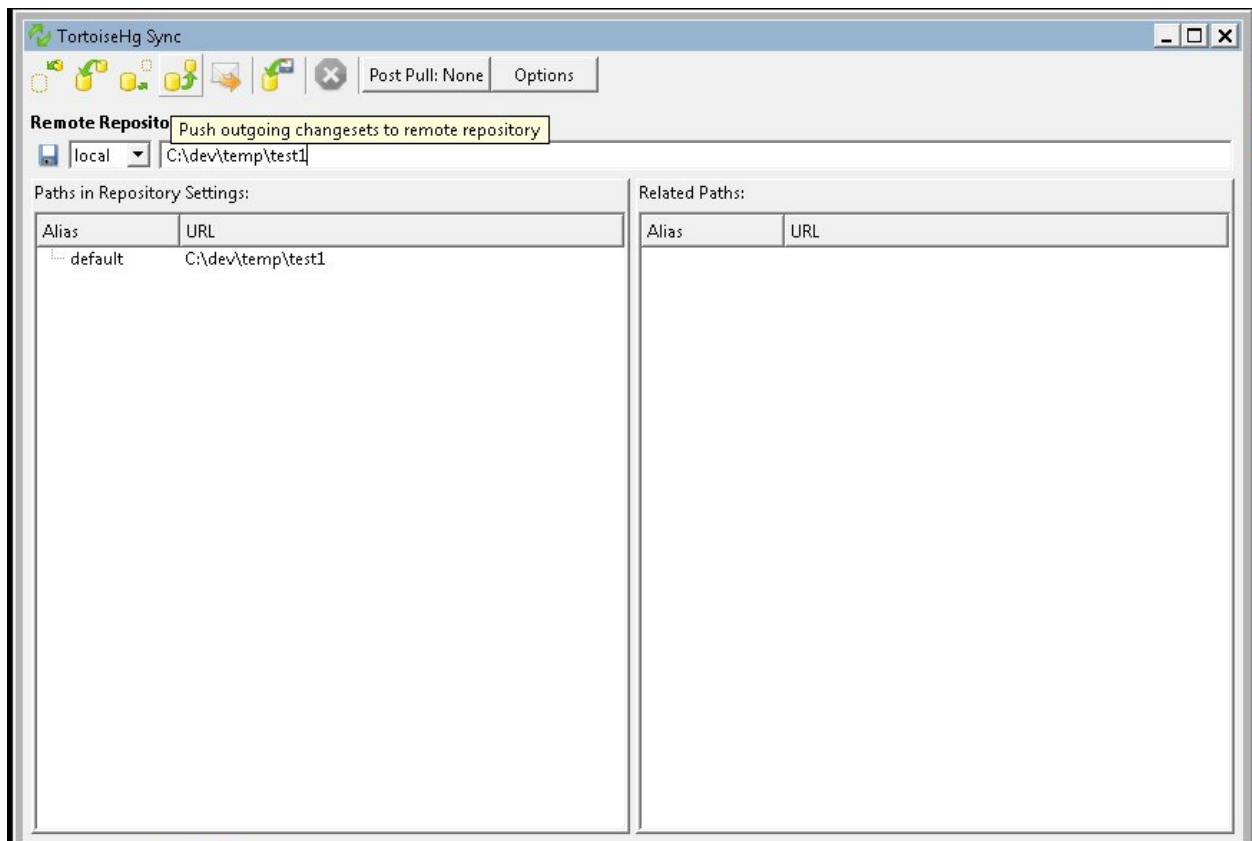 TortoiseHg Sync
Post Pull: None Options
Remote Reposito
Push outgoing changesets to remote repository
local C:\dev\temp\test1
Paths in Repository Settings: Related Paths:
Alias URL Alias URL
default C:\dev\temp\test1